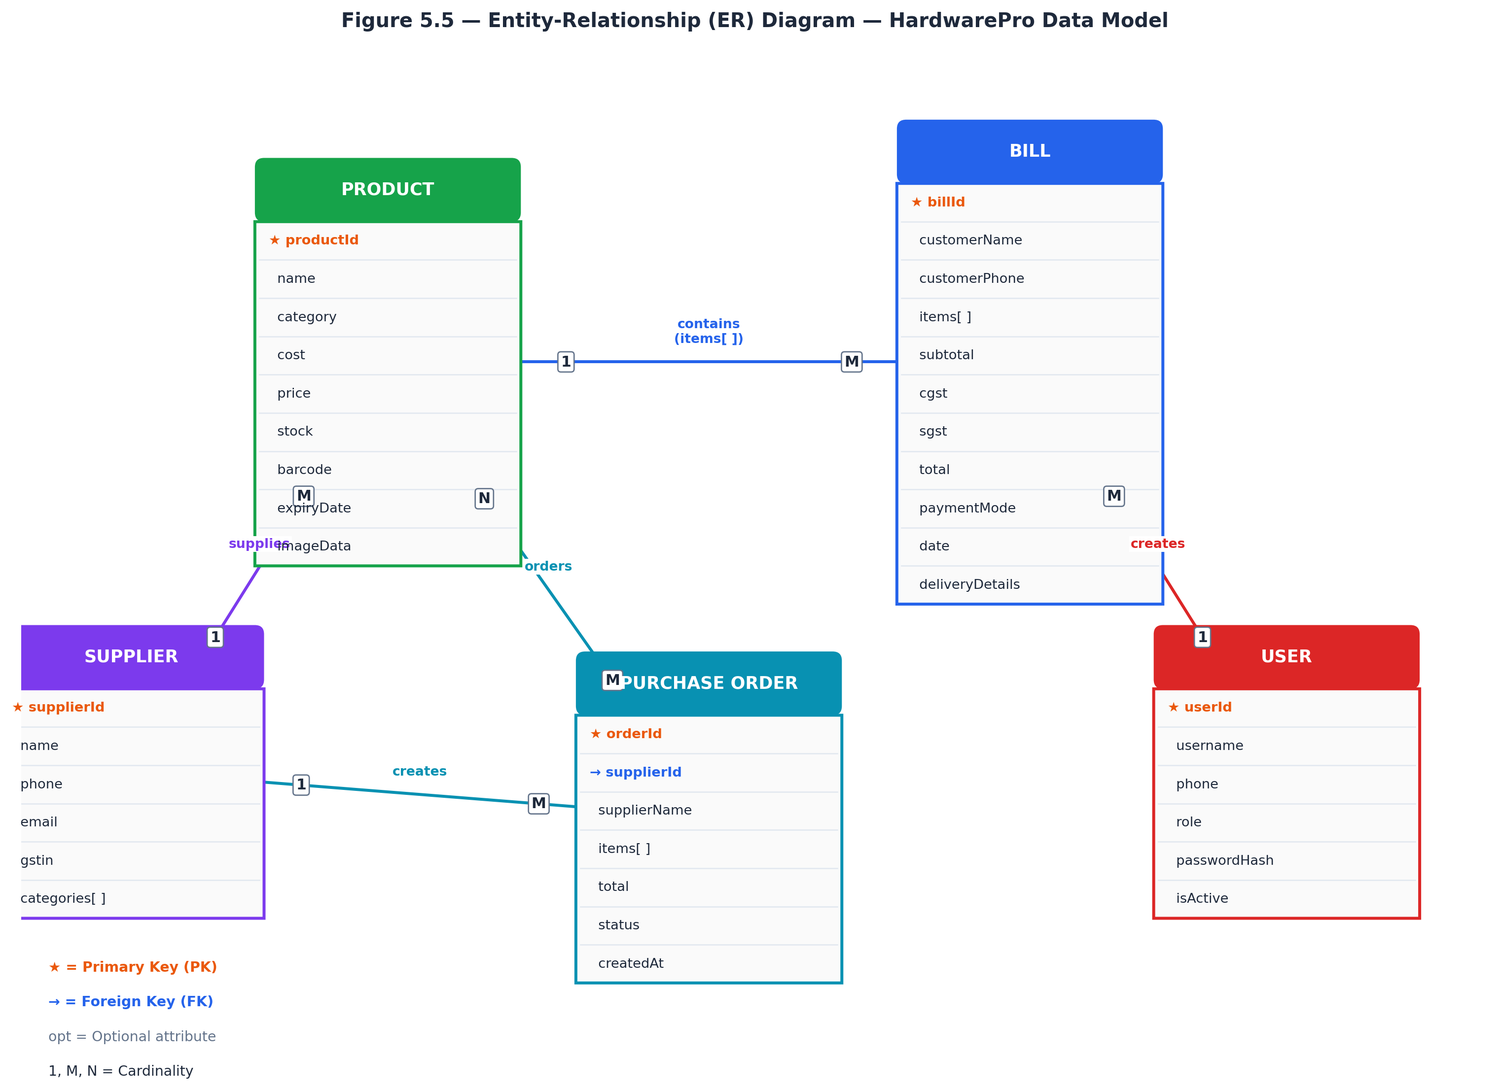 Figure 5.5 — Entity-Relationship (ER) Diagram — HardwarePro Data Model
PRODUCT
★ productId
name
category
cost
price
stock
barcode
expiryDate
imageData
BILL
★ billId
customerName
customerPhone
items[ ]
subtotal
cgst
sgst
total
paymentMode
date
deliveryDetails
1
contains
(items[ ])
M
M
N
M
supplies
orders
creates
1
M
1
SUPPLIER
★ supplierId
name
phone
email
gstin
categories[ ]
1
creates
M
PURCHASE ORDER
★ orderId
→ supplierId
supplierName
items[ ]
total
status
createdAt
USER
★ userId
username
phone
role
passwordHash
isActive
★ = Primary Key (PK)
→ = Foreign Key (FK)
opt = Optional attribute
1, M, N = Cardinality